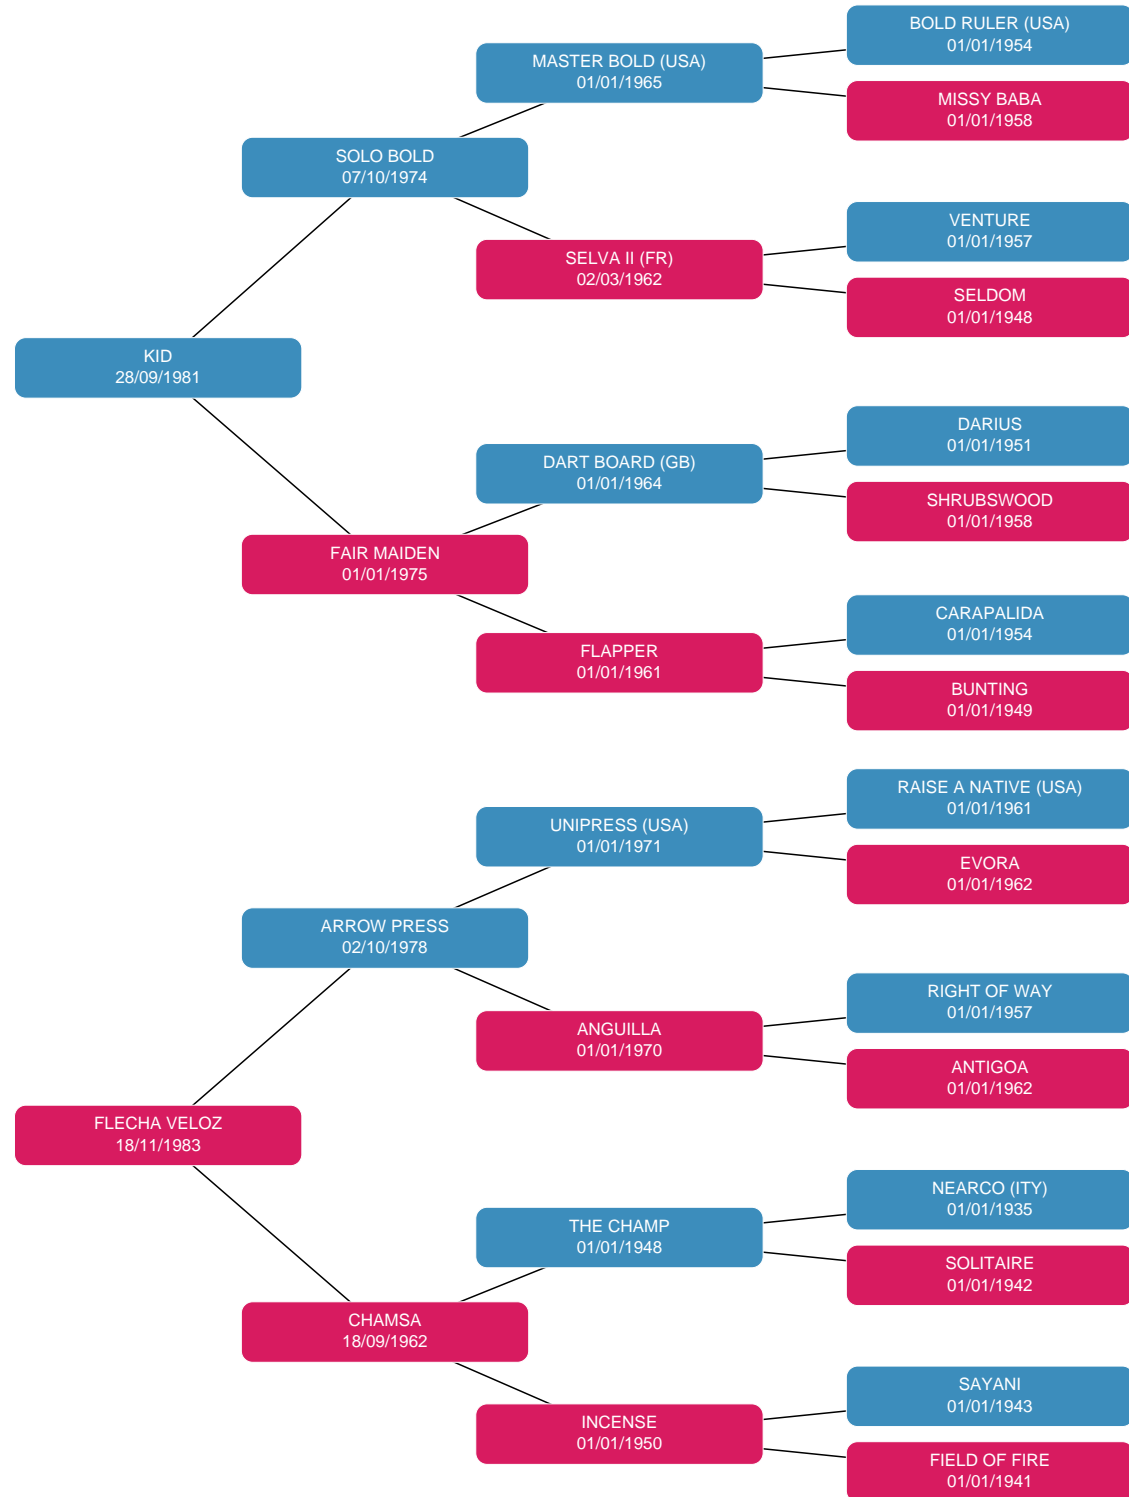 BOLD RULER (USA)
01/01/1954
MASTER BOLD (USA)
01/01/1965
MISSY BABA
01/01/1958
SOLO BOLD
07/10/1974
VENTURE
01/01/1957
SELVA II (FR)
02/03/1962
SELDOM
01/01/1948
KID
28/09/1981
DARIUS
01/01/1951
DART BOARD (GB)
01/01/1964
SHRUBSWOOD
01/01/1958
FAIR MAIDEN
01/01/1975
CARAPALIDA
01/01/1954
FLAPPER
01/01/1961
BUNTING
01/01/1949
RAISE A NATIVE (USA)
01/01/1961
UNIPRESS (USA)
01/01/1971
EVORA
01/01/1962
ARROW PRESS
02/10/1978
RIGHT OF WAY
01/01/1957
ANGUILLA
01/01/1970
ANTIGOA
01/01/1962
FLECHA VELOZ
18/11/1983
NEARCO (ITY)
01/01/1935
THE CHAMP
01/01/1948
SOLITAIRE
01/01/1942
CHAMSA
18/09/1962
SAYANI
01/01/1943
INCENSE
01/01/1950
FIELD OF FIRE
01/01/1941